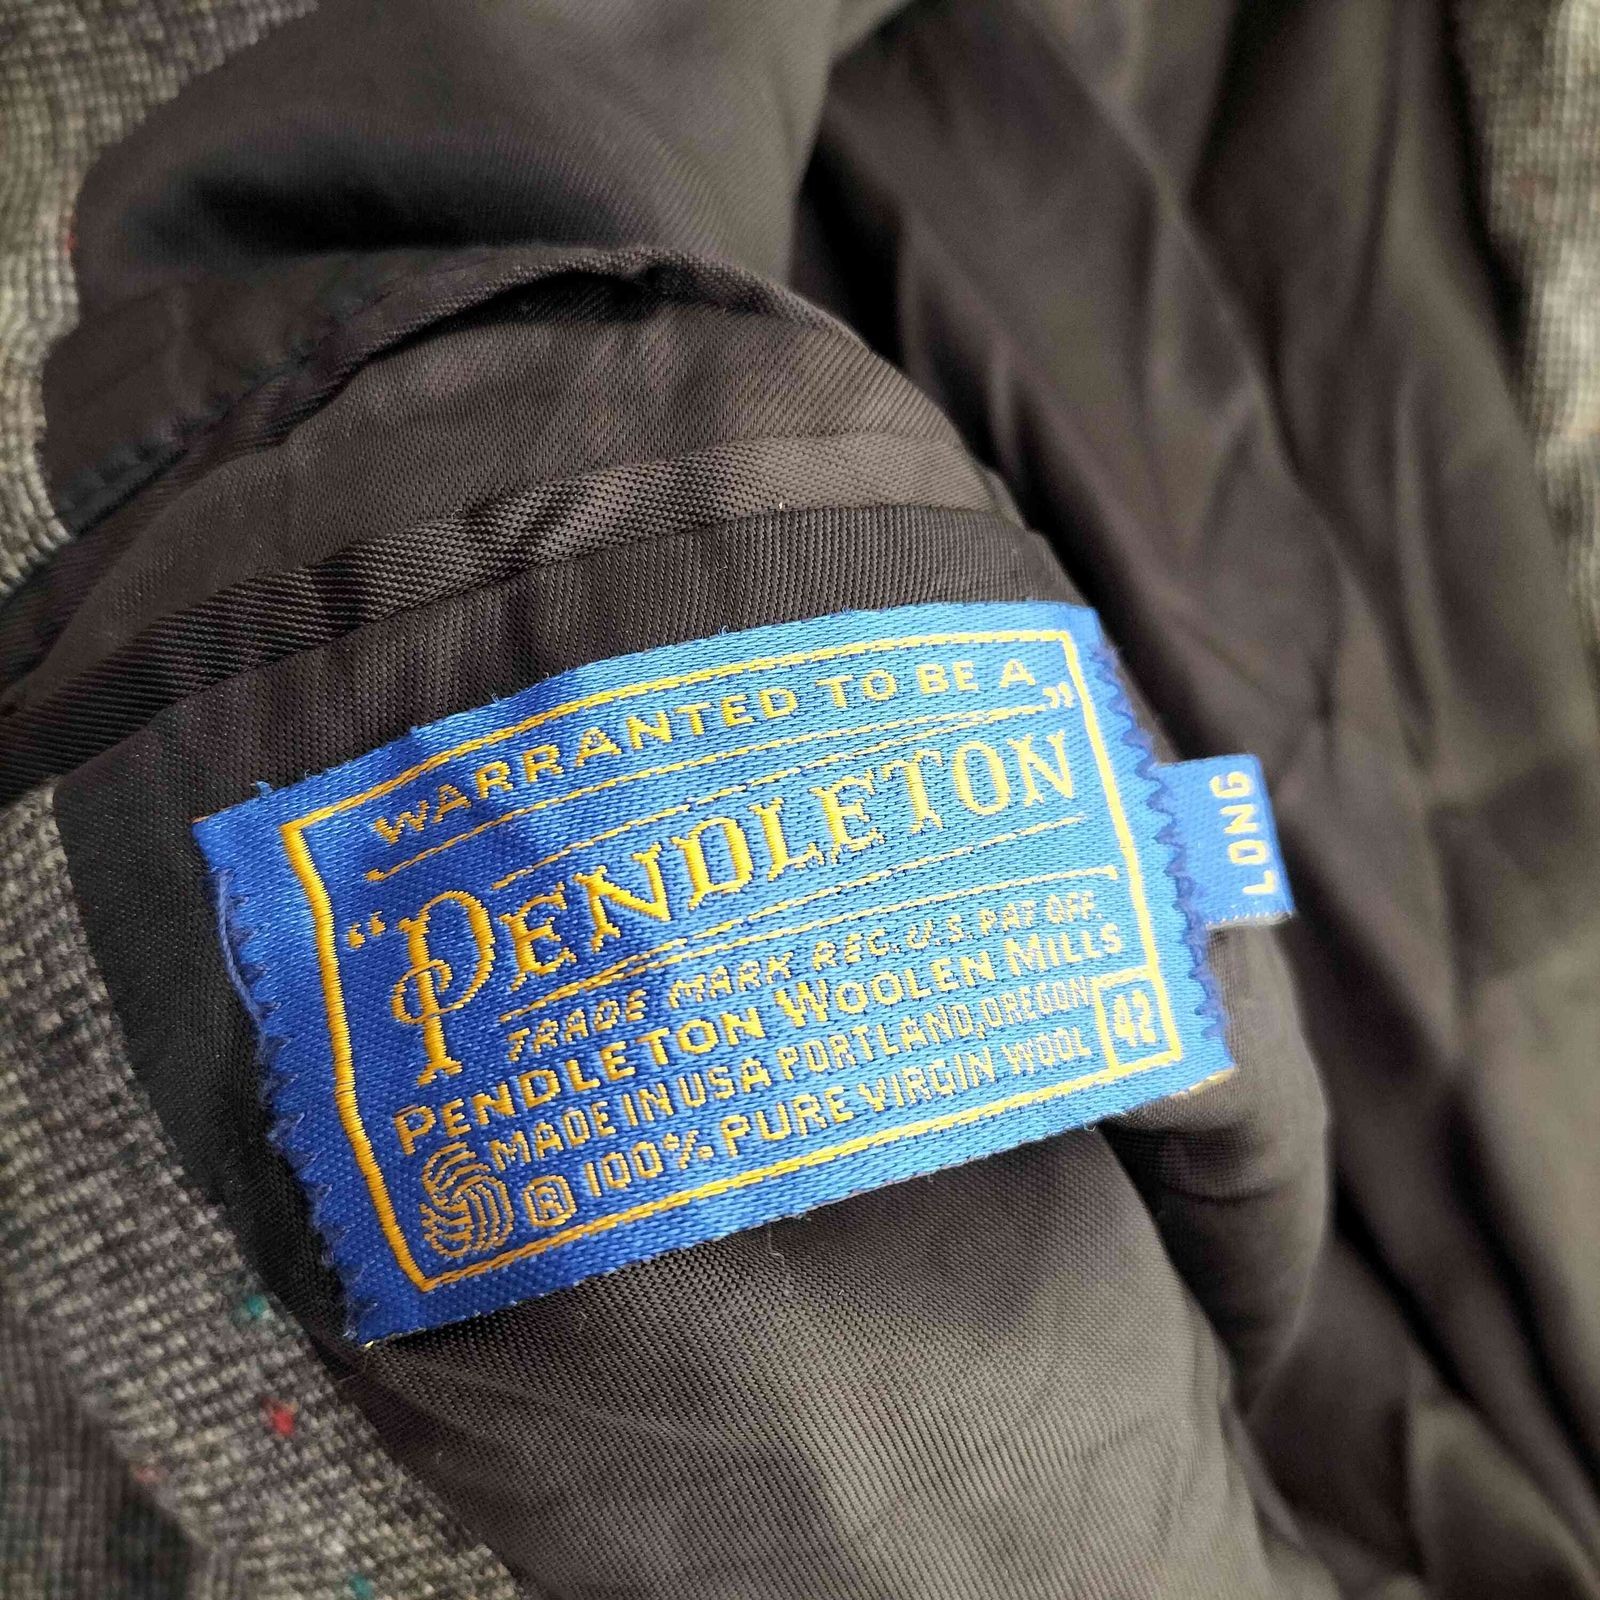 WARRANTED TO BE A
"PENDLETON"
TRADE MARK REG. U.S. PAT OFF.
PENDLETON WOOLEN MILLS
MADE IN USA PORTLAND, OREGON
® 100% PURE VIRGIN WOOL
42
LONG